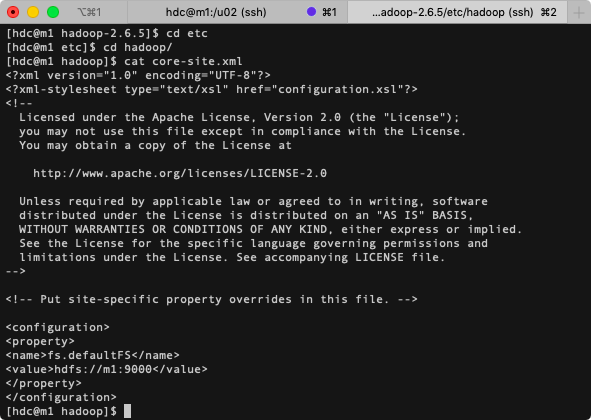 ⌥⌘1
hdc@m1:/u02 (ssh)
⌘1
...adoop-2.6.5/etc/hadoop (ssh)
⌘2
+
[hdc@m1 hadoop-2.6.5]$ cd etc
[hdc@m1 etc]$ cd hadoop/
[hdc@m1 hadoop]$ cat core-site.xml
<?xml version="1.0" encoding="UTF-8"?>
<?xml-stylesheet type="text/xsl" href="configuration.xsl"?>
<!--
  Licensed under the Apache License, Version 2.0 (the "License");
  you may not use this file except in compliance with the License.
  You may obtain a copy of the License at

    http://www.apache.org/licenses/LICENSE-2.0

  Unless required by applicable law or agreed to in writing, software
  distributed under the License is distributed on an "AS IS" BASIS,
  WITHOUT WARRANTIES OR CONDITIONS OF ANY KIND, either express or implied.
  See the License for the specific language governing permissions and
  limitations under the License. See accompanying LICENSE file.
-->

<!-- Put site-specific property overrides in this file. -->

<configuration>
<property>
<name>fs.defaultFS</name>
<value>hdfs://m1:9000</value>
</property>
</configuration>
[hdc@m1 hadoop]$